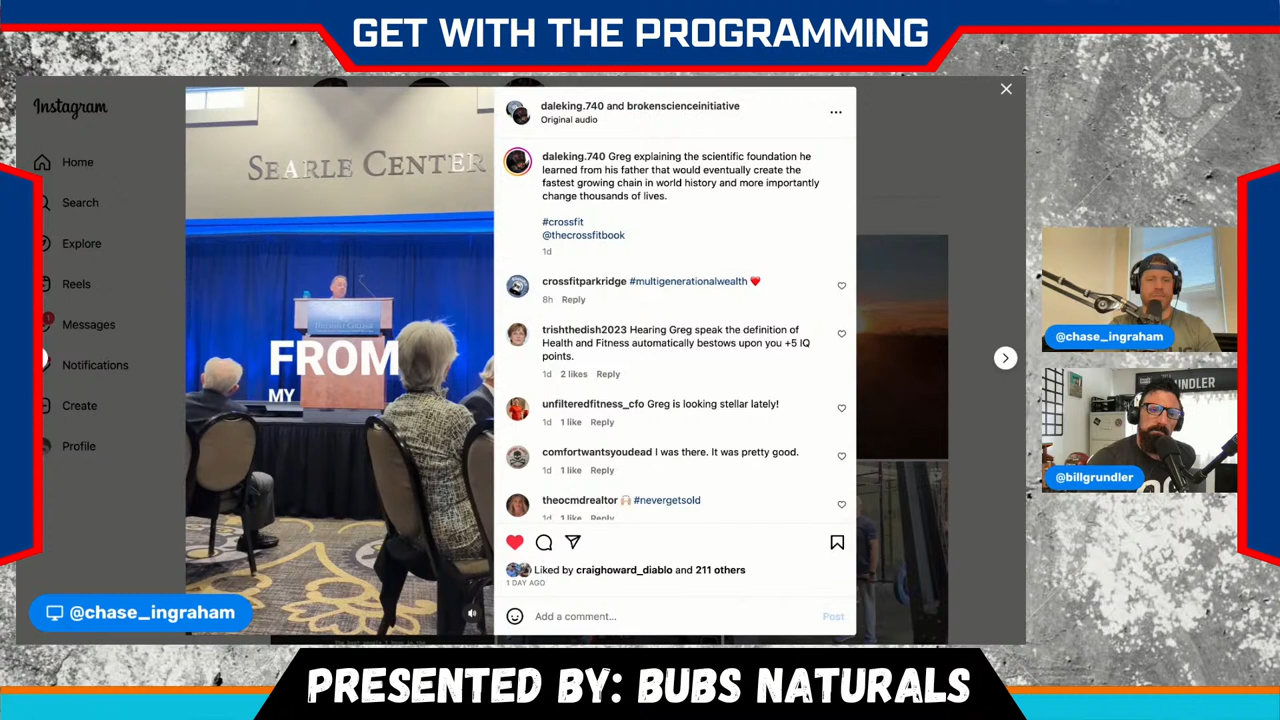 GET WITH THE PROGRAMMING
Instagram
Home
Search
Explore
Reels
1
Messages
Notifications
Create
Profile
SEARLE CENTER
FROM
MY
daleking.740 and brokenscienceinitiative
Original audio
daleking.740 Greg explaining the scientific foundation he
learned from his father that would eventually create the
fastest growing chain in world history and more importantly
change thousands of lives.
#crossfit
@thecrossfitbook
1d
crossfitparkridge #multigenerationalwealth ❤️
8h Reply
trishthedish2023 Hearing Greg speak the definition of
Health and Fitness automatically bestows upon you +5 IQ
points.
1d 2 likes Reply
unfilteredfitness_cfo Greg is looking stellar lately!
1d 1 like Reply
comfortwantsyoudead I was there. It was pretty good.
1d 1 like Reply
theocmdrealtor 🙌🏻 #nevergetsold
1d 1 like Reply
Liked by craighoward_diablo and 211 others
1 DAY AGO
Add a comment...
Post
@chase_ingraham
@chase_ingraham
@billgrundler
PRESENTED BY: BUBS NATURALS